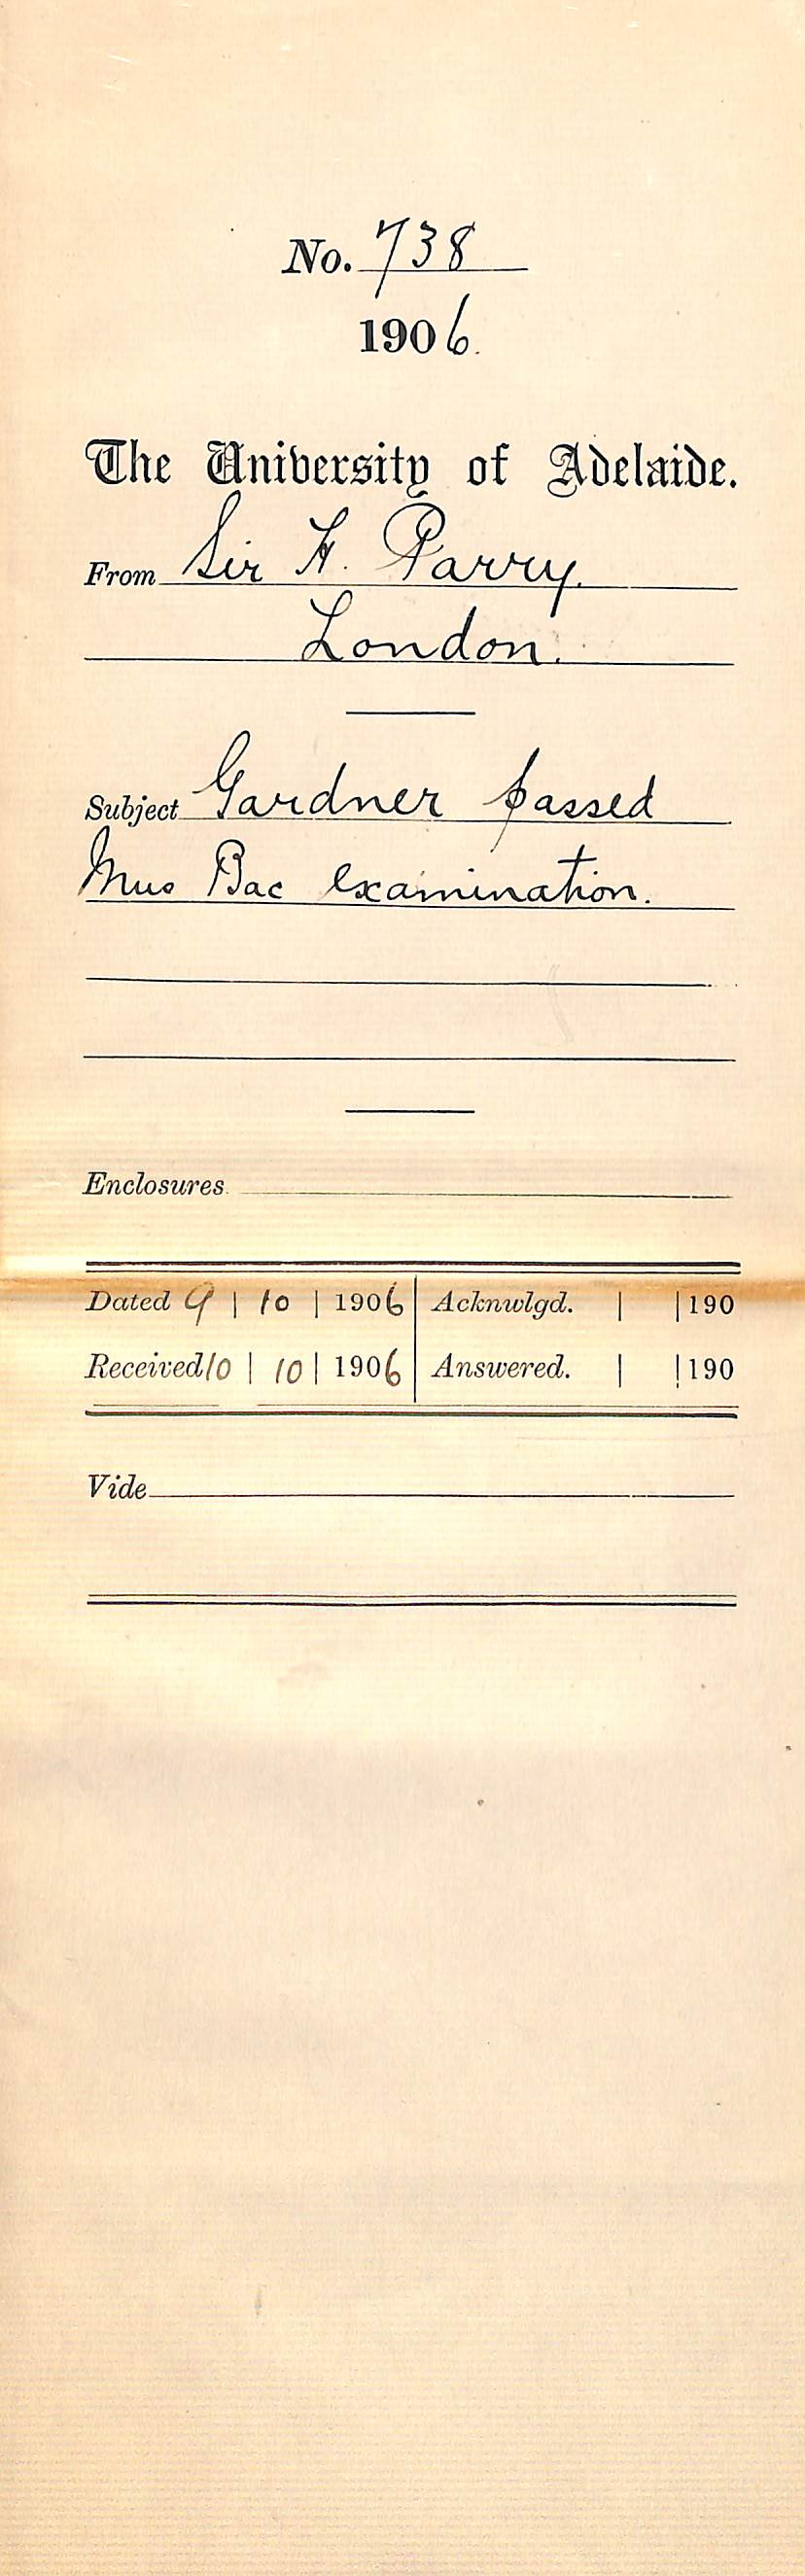 No. 738
1906.
The University of Adelaide.
From Sir H. Parry.
London.
Subject Gardner passed
Mus Bac examination.
Enclosures
Dated 9 | 10 | 1906 Acknwlgd. | | 190
Received 10 | 10 | 1906 Answered. | | 190
Vide